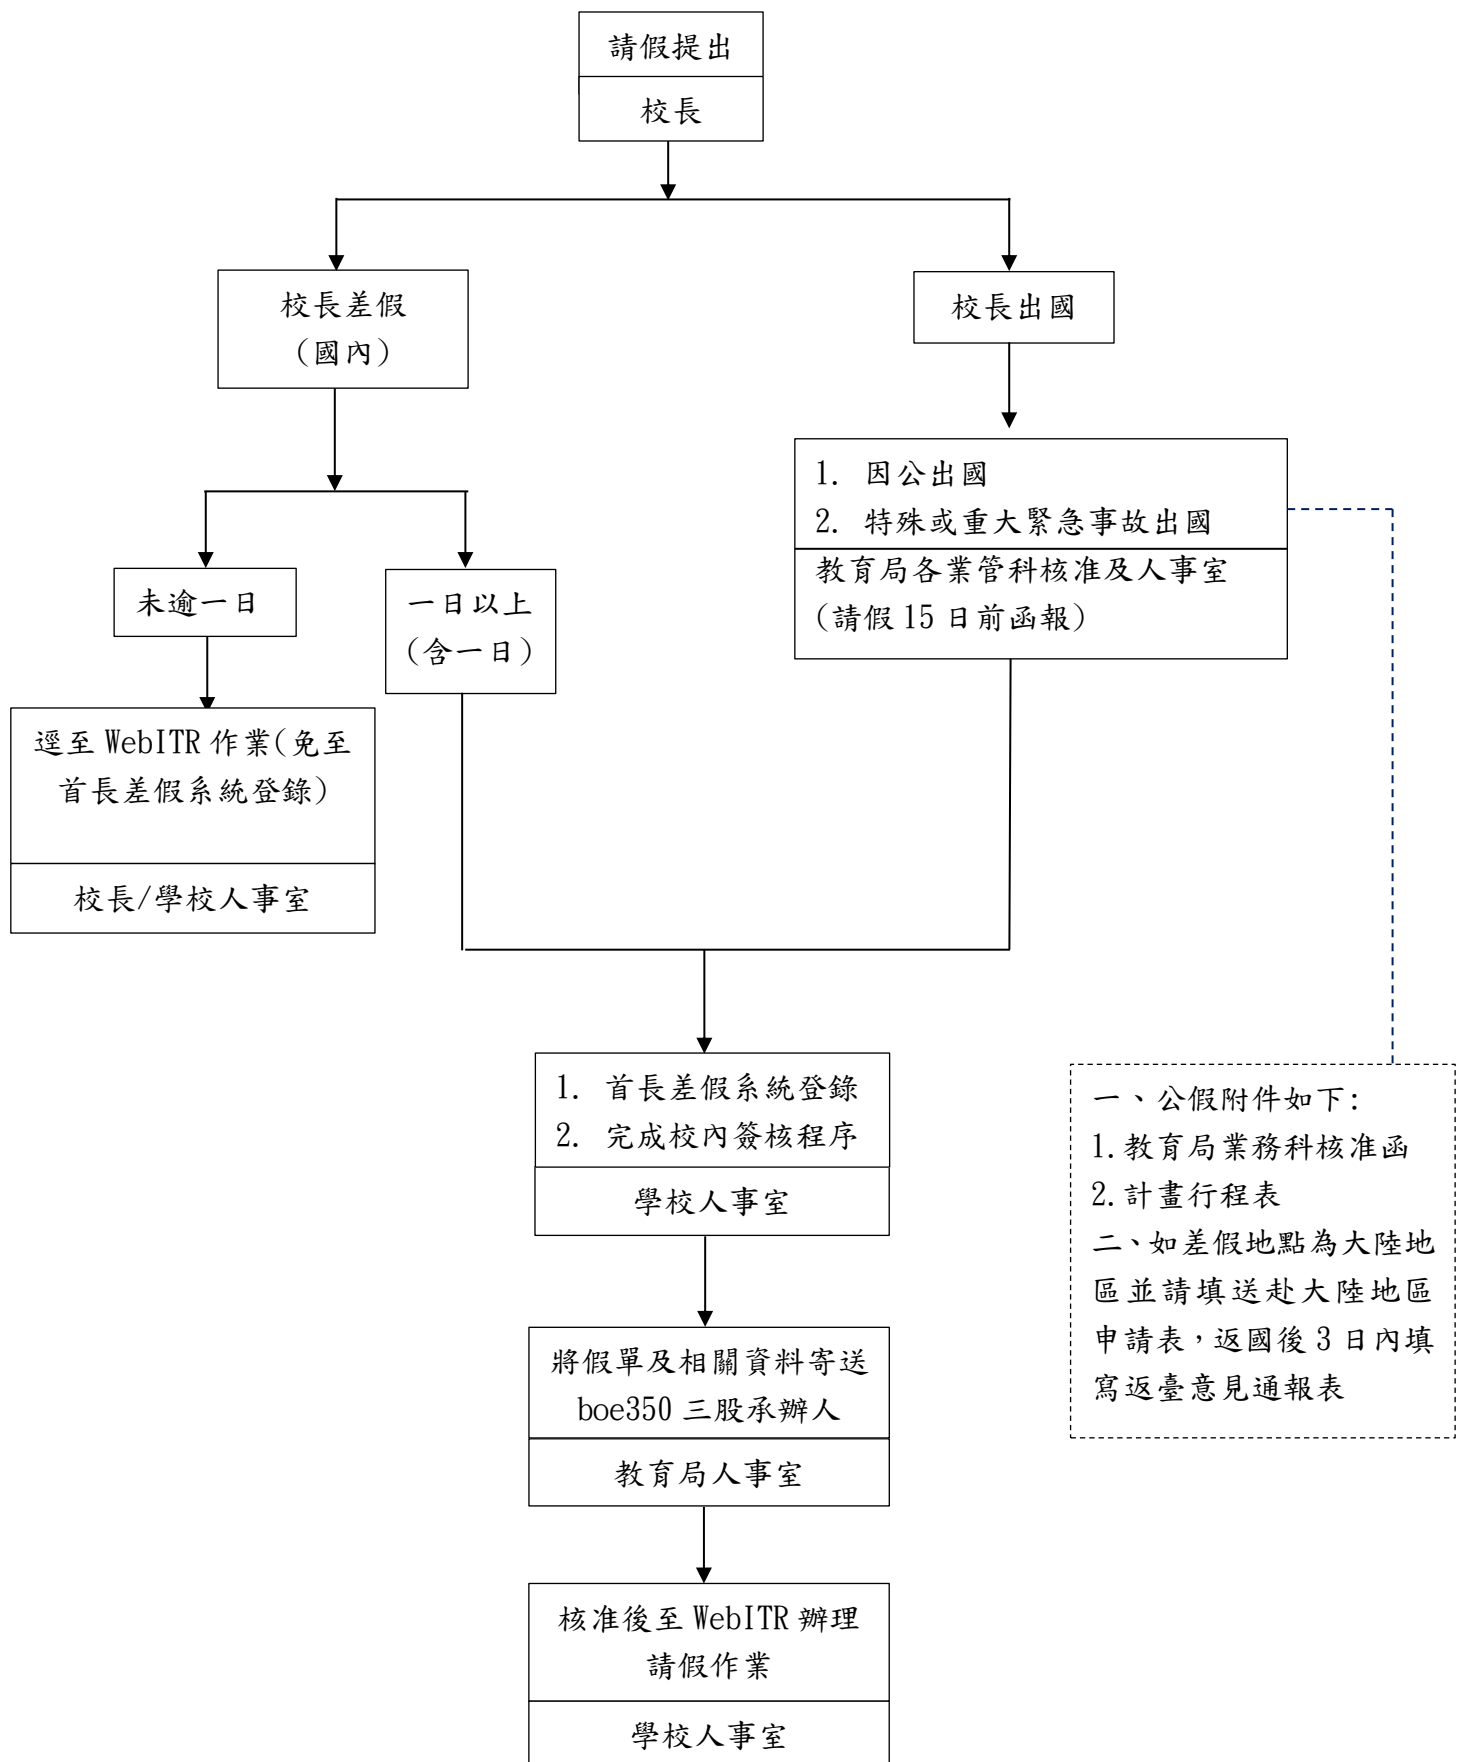 請假提出
校長
校長差假
(國內)
校長出國
1. 因公出國
2. 特殊或重大緊急事故出國
教育局各業管科核准及人事室
(請假15日前函報)
未逾一日
一日以上
(含一日)
逕至WebITR作業(免至
首長差假系統登錄)
校長/學校人事室
1. 首長差假系統登錄
2. 完成校內簽核程序
學校人事室
一、公假附件如下:
1.教育局業務科核准函
2.計畫行程表
二、如差假地點為大陸地
區並請填送赴大陸地區
申請表，返國後3日內填
寫返臺意見通報表
將假單及相關資料寄送
boe350三股承辦人
教育局人事室
核准後至WebITR辦理
請假作業
學校人事室